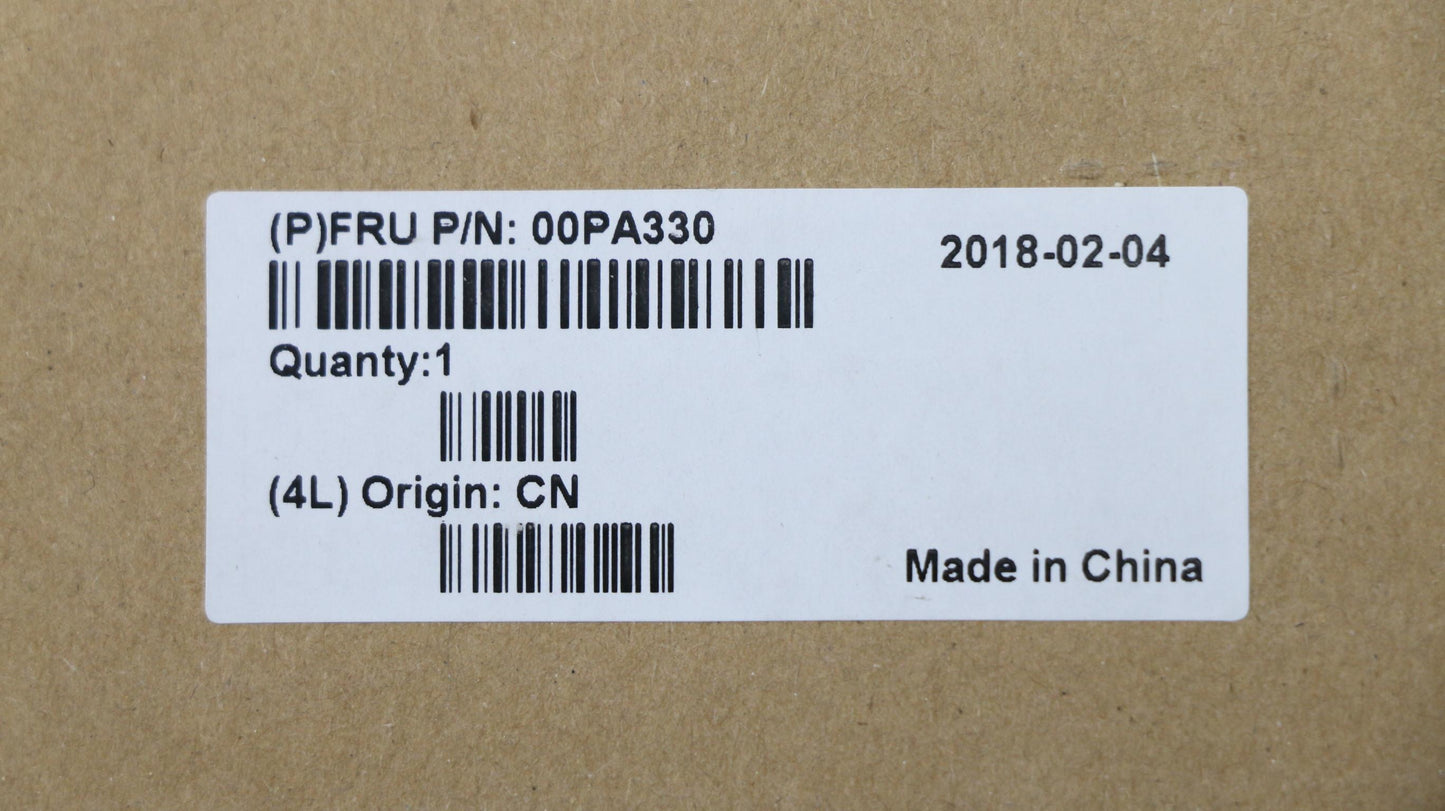 (P)FRU P/N: 00PA330
2018-02-04
Quanty:1
(4L) Origin: CN
Made in China